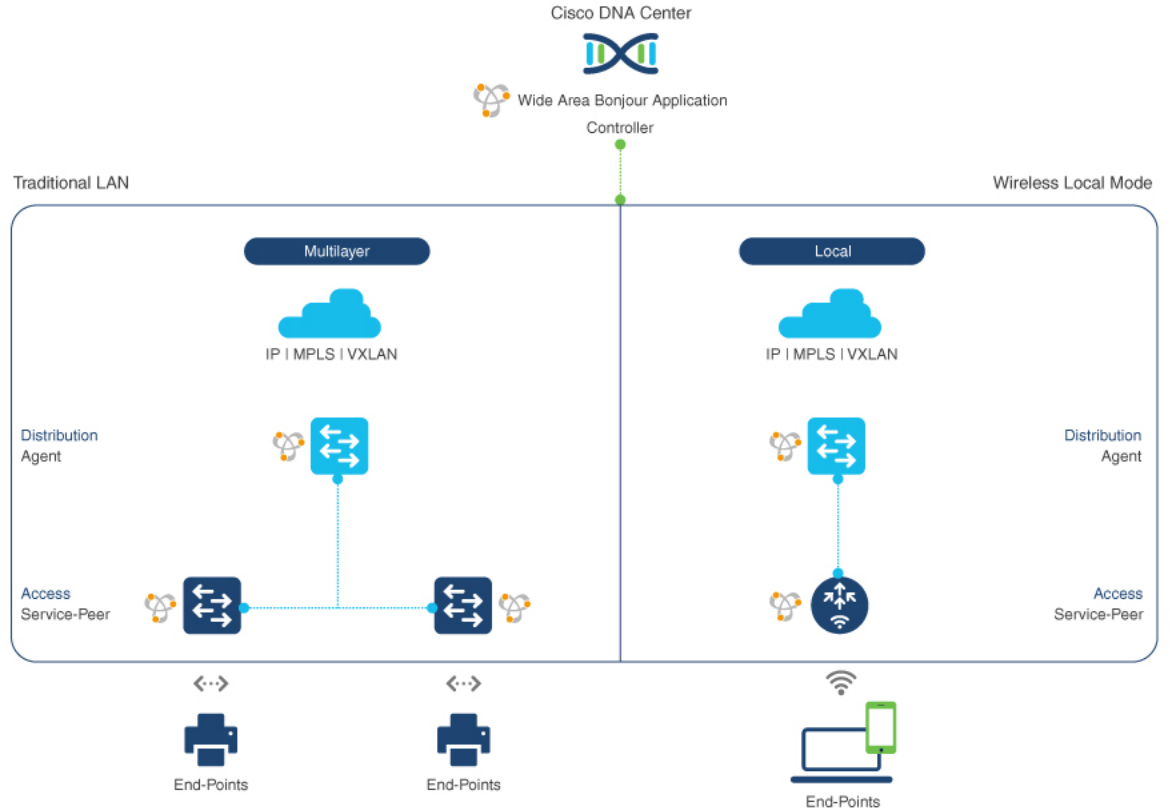 Cisco DNA Center
Wide Area Bonjour Application
Controller
Traditional LAN
Wireless Local Mode
Multilayer
Local
IP | MPLS | VXLAN
IP | MPLS | VXLAN
Distribution
Agent
Distribution
Agent
Access
Service-Peer
Access
Service-Peer
End-Points
End-Points
End-Points